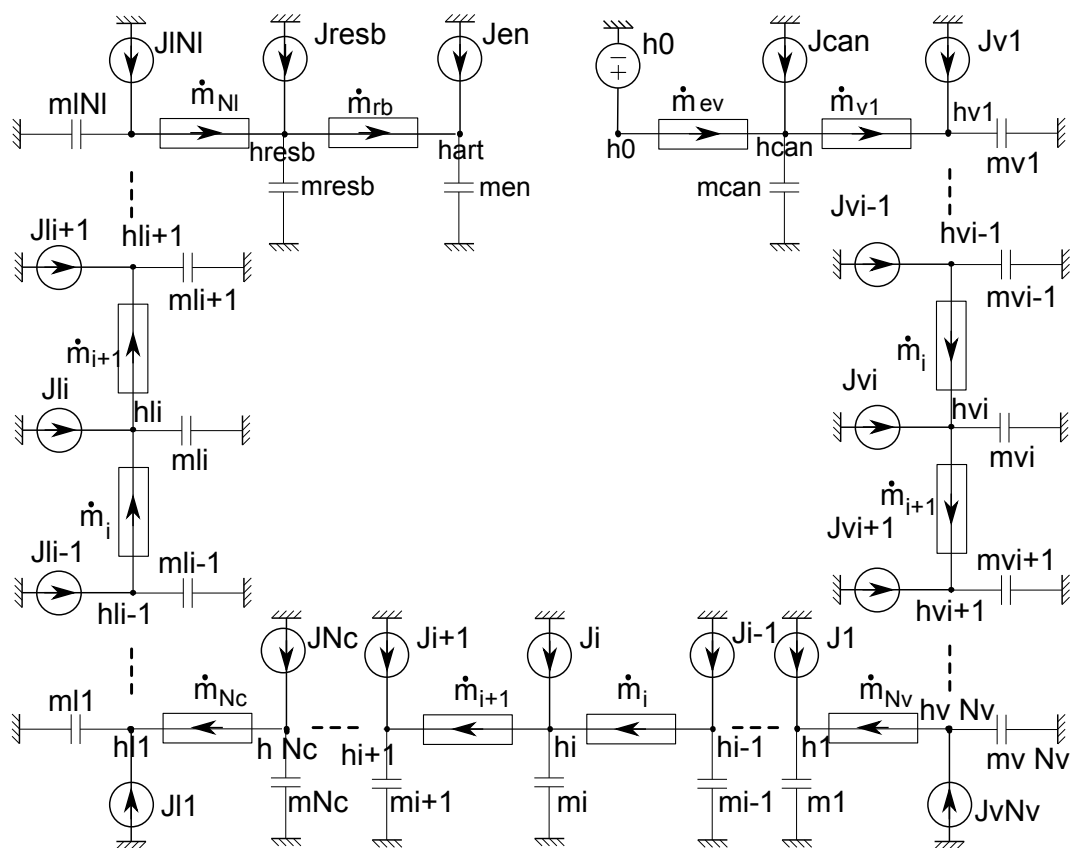 JlNl Jresb Jen h0 Jcan Jv1
mlNl ṁNl ṁrb ṁev ṁv1 hv1
hresb hart h0 hcan
mresb men mcan mv1
Jli+1 hli+1 Jvi-1 hvi-1
mli+1 mvi-1
ṁi+1 ṁi
Jli hli Jvi hvi
mli mvi
ṁi ṁi+1
Jli-1 mli-1 Jvi+1 mvi+1
hli-1 hvi+1
JNc Ji+1 Ji Ji-1 J1
ml1 ṁNc ṁi+1 ṁi ṁNv hv Nv
hl1 h Nc hi+1 hi hi-1 h1 mv Nv
Jl1 mNc mi+1 mi mi-1 m1 JvNv